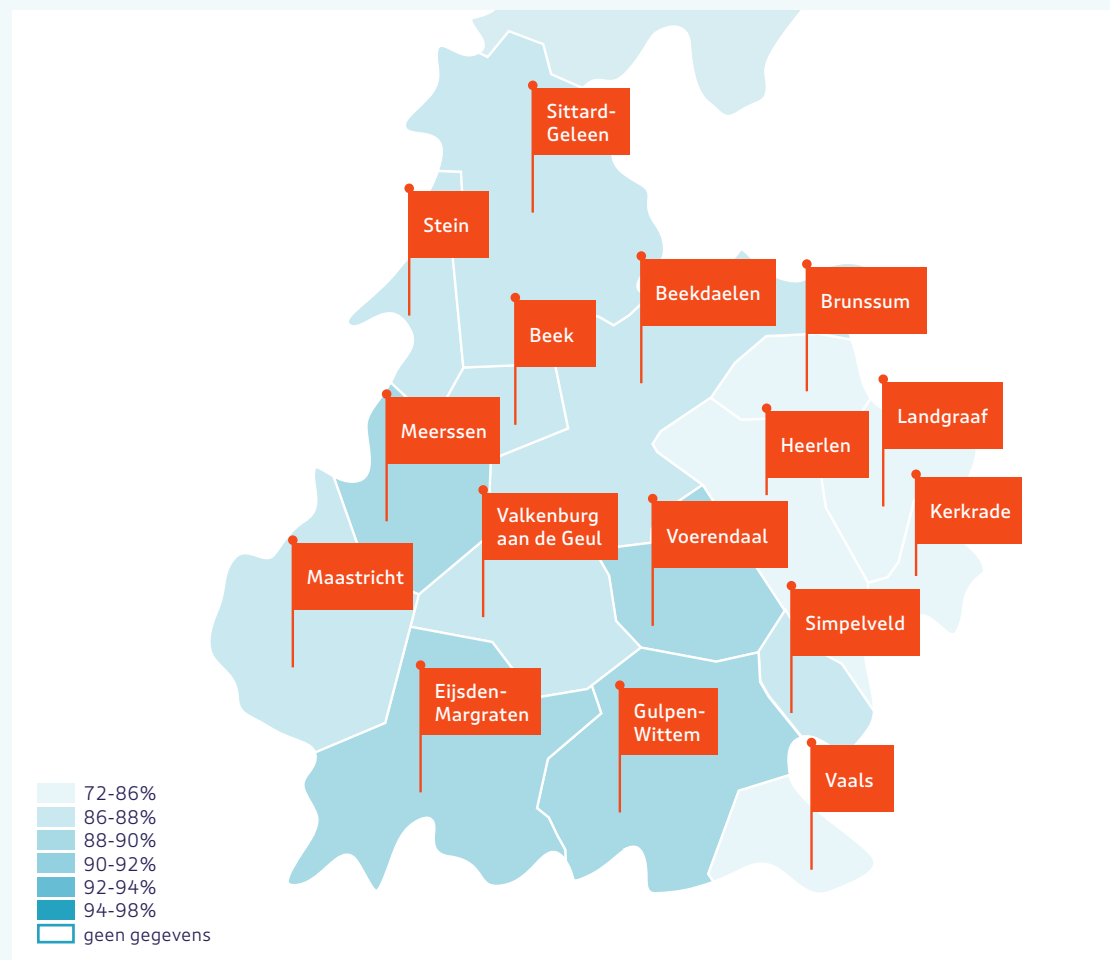 Sittard-
Geleen
Stein
Beekdaelen
Brunssum
Beek
Landgraaf
Meerssen
Heerlen
Kerkrade
Valkenburg
aan de Geul
Voerendaal
Maastricht
Simpelveld
Eijsden-
Margraten
Gulpen-
Wittem
Vaals
72-86%
86-88%
88-90%
90-92%
92-94%
94-98%
geen gegevens